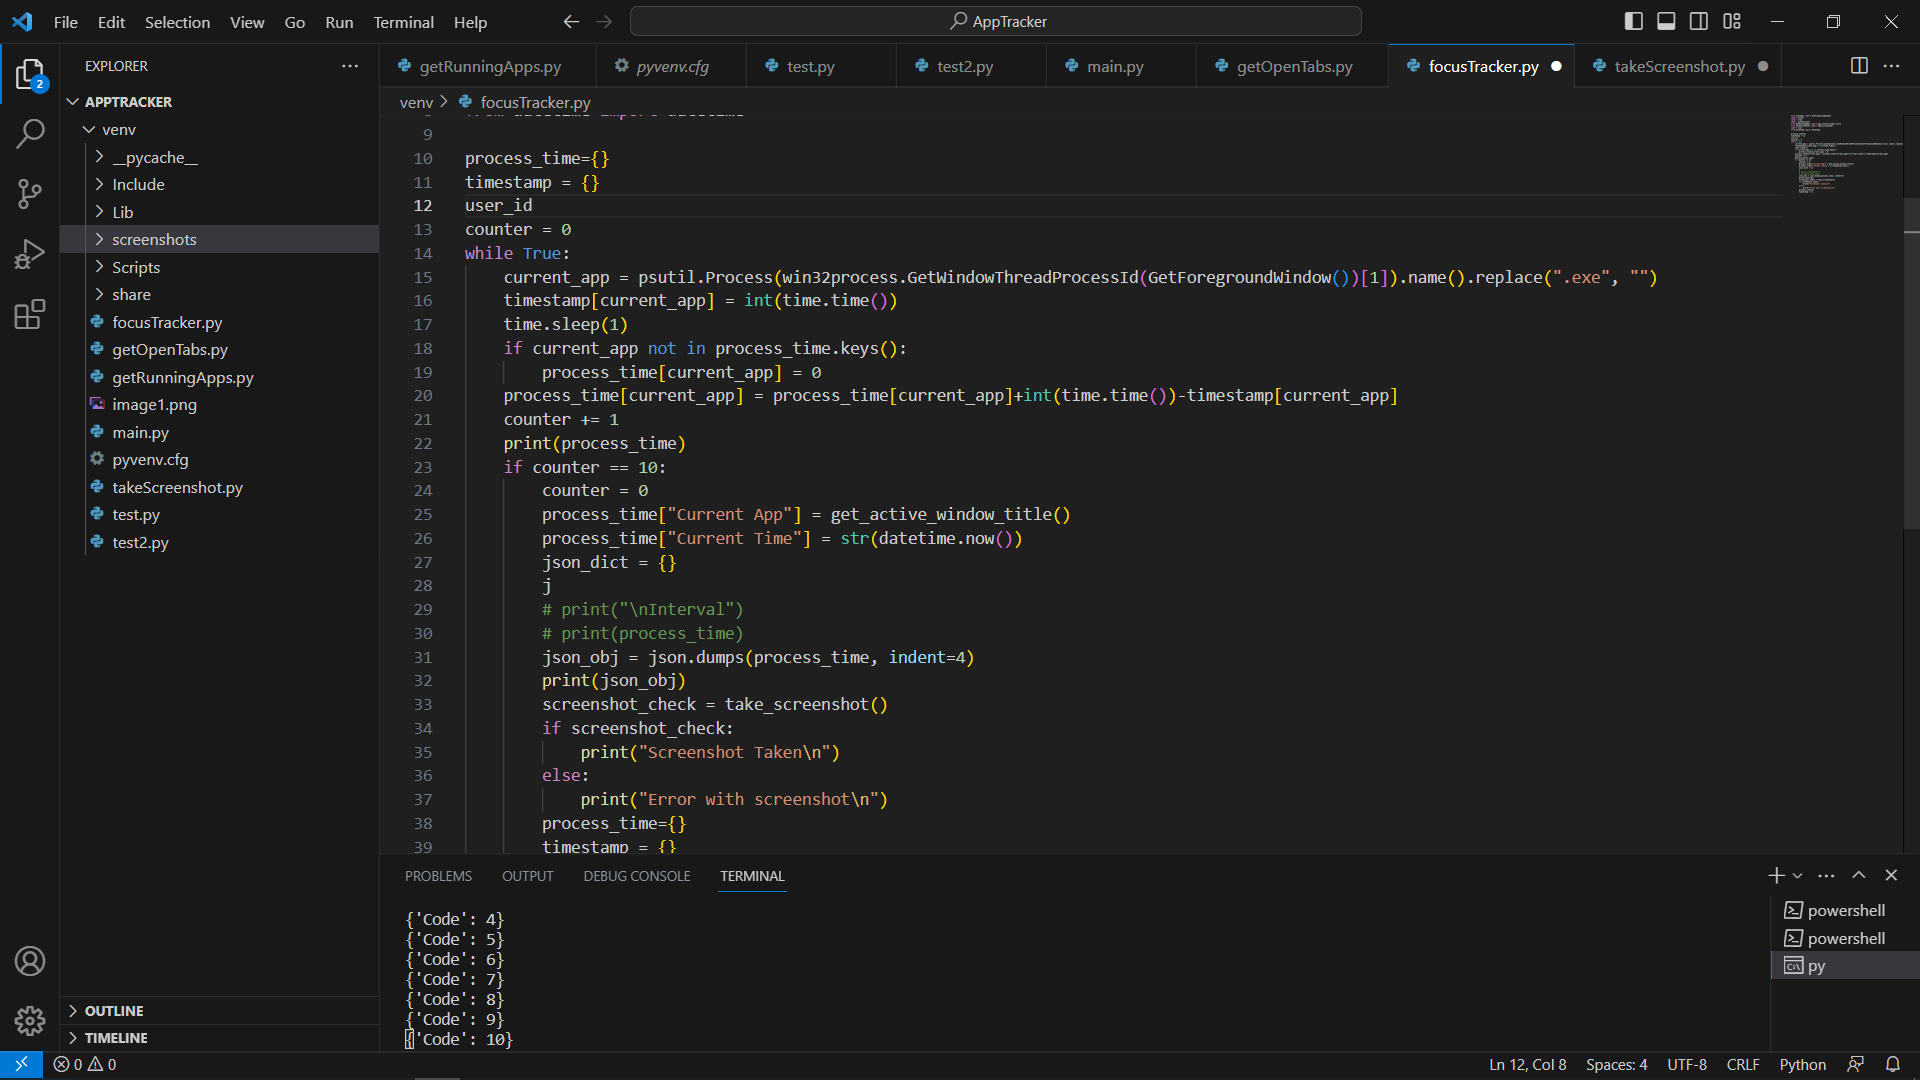 File Edit Selection View Go Run Terminal Help
AppTracker
2
EXPLORER
APPTRACKER
venv
__pycache__
Include
Lib
screenshots
Scripts
share
focusTracker.py
getOpenTabs.py
getRunningApps.py
image1.png
main.py
pyvenv.cfg
takeScreenshot.py
test.py
test2.py
OUTLINE
TIMELINE
getRunningApps.py pyvenv.cfg test.py test2.py main.py getOpenTabs.py focusTracker.py takeScreenshot.py
venv > focusTracker.py
8 from datetime import datetime
9
10 process_time={}
11 timestamp = {}
12 user_id
13 counter = 0
14 while True:
15 current_app = psutil.Process(win32process.GetWindowThreadProcessId(GetForegroundWindow())[1]).name().replace(".exe", "")
16 timestamp[current_app] = int(time.time())
17 time.sleep(1)
18 if current_app not in process_time.keys():
19 process_time[current_app] = 0
20 process_time[current_app] = process_time[current_app]+int(time.time())-timestamp[current_app]
21 counter += 1
22 print(process_time)
23 if counter == 10:
24 counter = 0
25 process_time["Current App"] = get_active_window_title()
26 process_time["Current Time"] = str(datetime.now())
27 json_dict = {}
28 j
29 # print("\nInterval")
30 # print(process_time)
31 json_obj = json.dumps(process_time, indent=4)
32 print(json_obj)
33 screenshot_check = take_screenshot()
34 if screenshot_check:
35 print("Screenshot Taken\n")
36 else:
37 print("Error with screenshot\n")
38 process_time={}
39 timestamp = {}
PROBLEMS OUTPUT DEBUG CONSOLE TERMINAL
{'Code': 4}
{'Code': 5}
{'Code': 6}
{'Code': 7}
{'Code': 8}
{'Code': 9}
{'Code': 10}
powershell
powershell
py
0 0
Ln 12, Col 8 Spaces: 4 UTF-8 CRLF Python